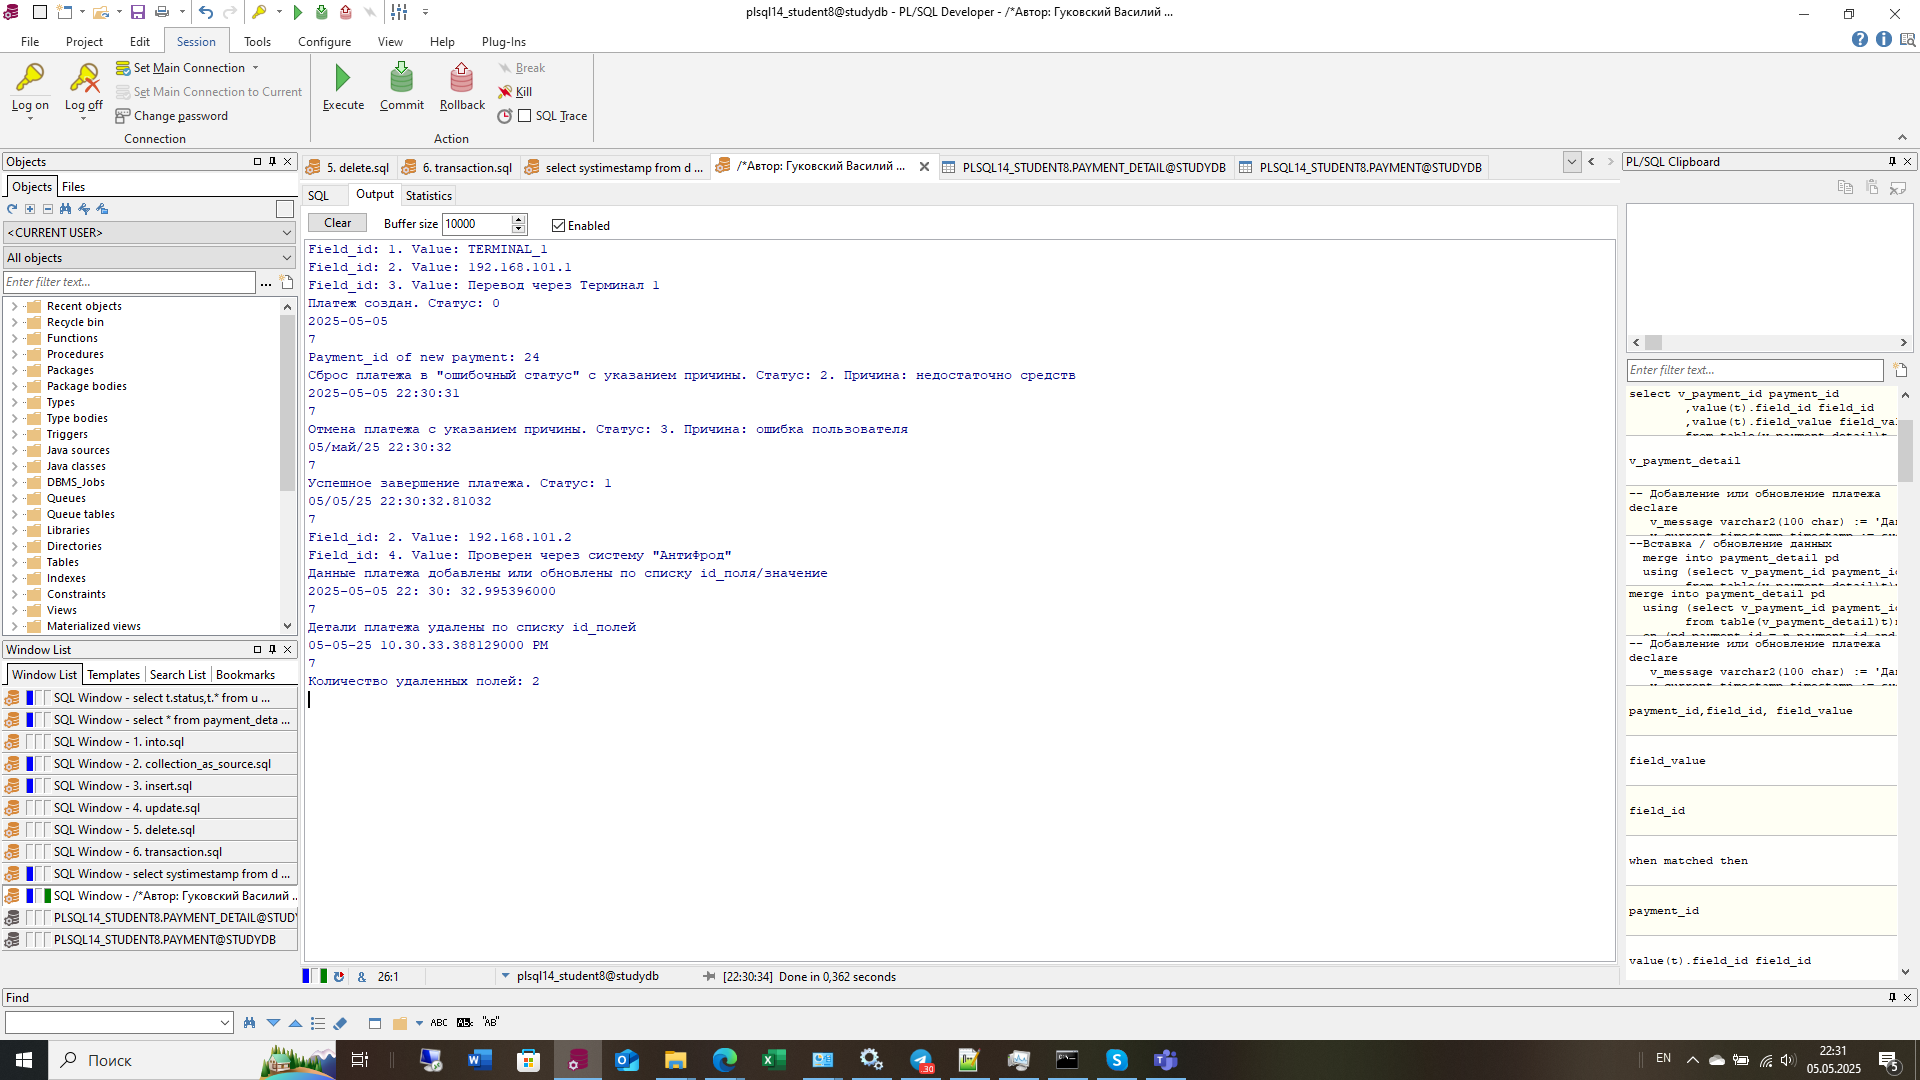 plsql14_student8@studydb - PL/SQL Developer - /*Автор: Гуковский Василий ...
File Project Edit Session Tools Configure View Help Plug-Ins
Log on
Log off
Set Main Connection
Set Main Connection to Current
Change password
Connection
Execute
Commit
Rollback
Break
Kill
SQL Trace
Action
Objects
Objects Files
<CURRENT USER>
All objects
Enter filter text...
Recent objects
Recycle bin
Functions
Procedures
Packages
Package bodies
Types
Type bodies
Triggers
Java sources
Java classes
DBMS_Jobs
Queues
Queue tables
Libraries
Directories
Tables
Indexes
Constraints
Views
Materialized views
Window List
Window List Templates Search List Bookmarks
SQL Window - select t.status,t.* from u ...
SQL Window - select * from payment_deta ...
SQL Window - 1. into.sql
SQL Window - 2. collection_as_source.sql
SQL Window - 3. insert.sql
SQL Window - 4. update.sql
SQL Window - 5. delete.sql
SQL Window - 6. transaction.sql
SQL Window - select systimestamp from d ...
SQL Window - /*Автор: Гуковский Василий ..
PLSQL14_STUDENT8.PAYMENT_DETAIL@STUDY
PLSQL14_STUDENT8.PAYMENT@STUDYDB
5. delete.sql 6. transaction.sql select systimestamp from d ... /*Автор: Гуковский Василий ... PLSQL14_STUDENT8.PAYMENT_DETAIL@STUDYDB PLSQL14_STUDENT8.PAYMENT@STUDYDB
SQL Output Statistics
Clear Buffer size 10000 Enabled
Field_id: 1. Value: TERMINAL_1
Field_id: 2. Value: 192.168.101.1
Field_id: 3. Value: Перевод через Терминал 1
Платеж создан. Статус: 0
2025-05-05
7
Payment_id of new payment: 24
Сброс платежа в "ошибочный статус" с указанием причины. Статус: 2. Причина: недостаточно средств
2025-05-05 22:30:31
7
Отмена платежа с указанием причины. Статус: 3. Причина: ошибка пользователя
05/май/25 22:30:32
7
Успешное завершение платежа. Статус: 1
05/05/25 22:30:32.81032
7
Field_id: 2. Value: 192.168.101.2
Field_id: 4. Value: Проверен через систему "АнтиФрод"
Данные платежа добавлены или обновлены по списку id_поля/значение
2025-05-05 22: 30: 32.995396000
7
Детали платежа удалены по списку id_полей
05-05-25 10.30.33.388129000 PM
7
Количество удаленных полей: 2
& 26:1 plsql14_student8@studydb [22:30:34] Done in 0,362 seconds
PL/SQL Clipboard
Enter filter text...
select v_payment_id payment_id
,value(t).field_id field_id
,value(t).field_value field_va
from table(v_payment_detail)t
v_payment_detail
-- Добавление или обновление платежа
declare
v_message varchar2(100 char) := 'Да
v_current_timestamp timestamp := sy
--Вставка / обновление данных
merge into payment_detail pd
using (select v_payment_id payment_i
from table(v_payment_detail)t)
merge into payment_detail pd
using (select v_payment_id payment_i
from table(v_payment_detail)t)
on (pd.payment_id = n.payment_id and
-- Добавление или обновление платежа
declare
v_message varchar2(100 char) := 'Да
payment_id,field_id, field_value
field_value
field_id
when matched then
payment_id
value(t).field_id field_id
Find
ABC AB "AB"
Поиск
30
EN
22:31
05.05.2025
5